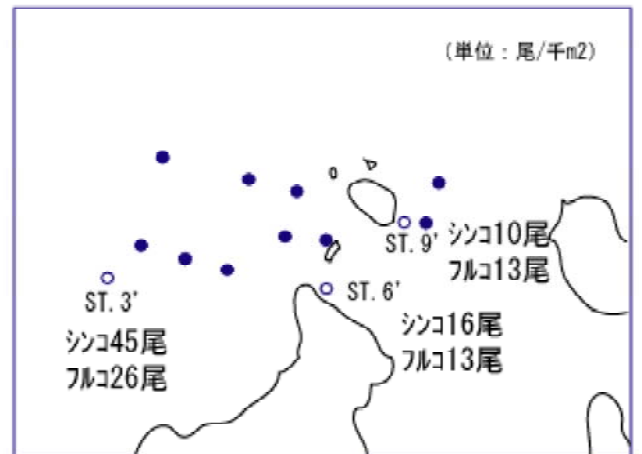 (単位：尾/千m2)
ST. 9'
シンコ10尾
フルコ13尾
ST. 3'
シンコ45尾
フルコ26尾
ST. 6'
シンコ16尾
フルコ13尾